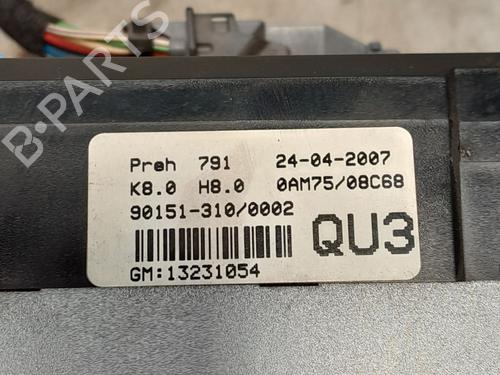 B-PARTS
Preh 791 24-04-2007
K8.0 H8.0 0AM75/08C68
90151-310/0002
QU3
GM:13231054